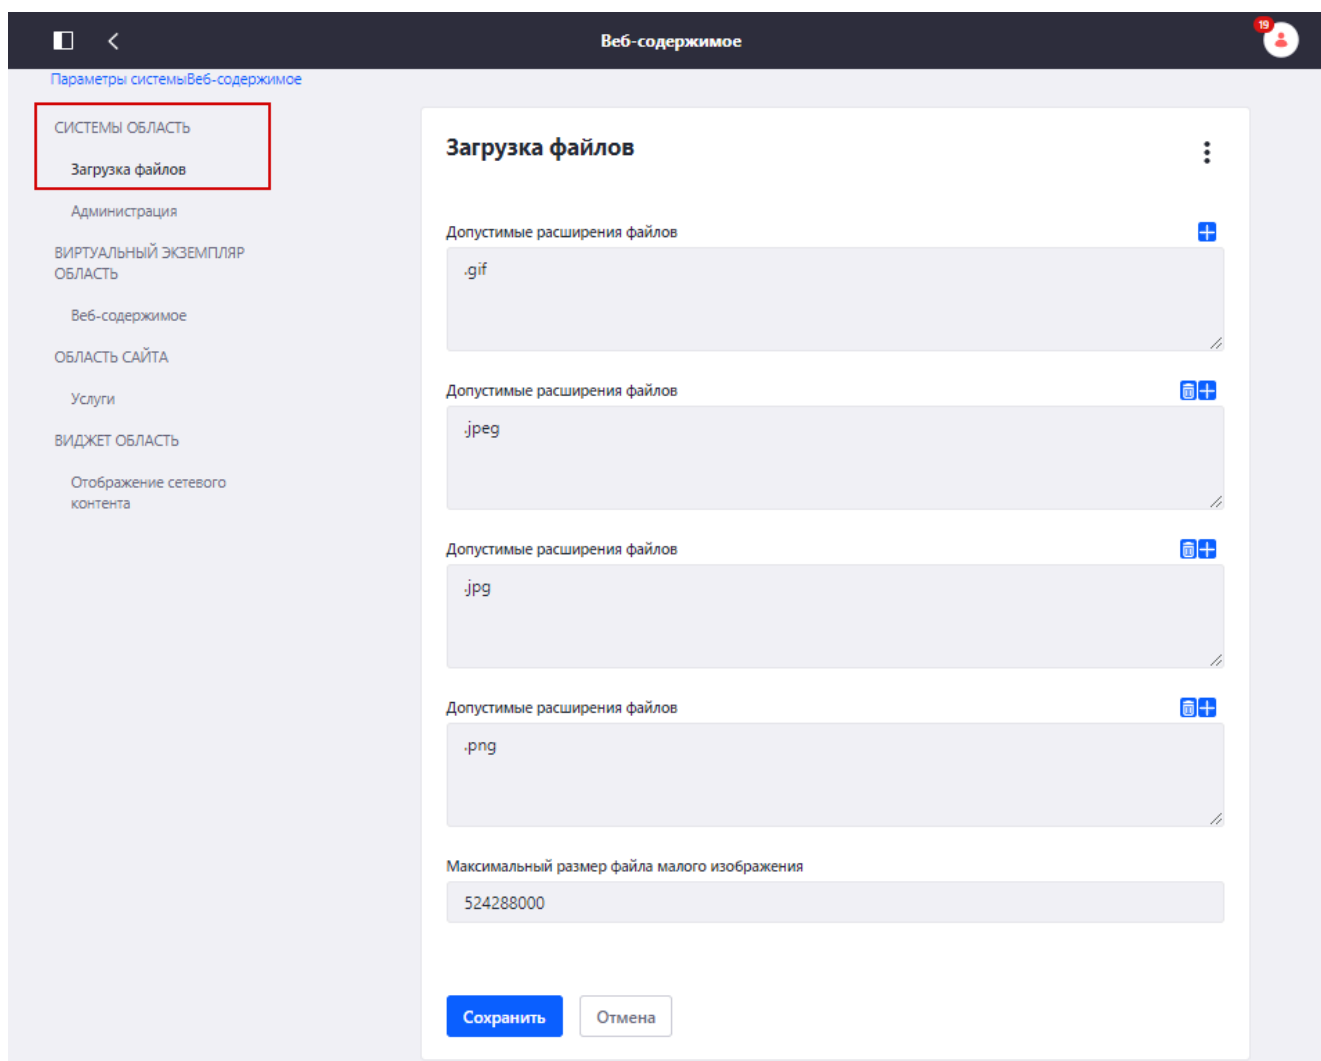 Веб-содержимое
19
Параметры системыВеб-содержимое
СИСТЕМЫ ОБЛАСТЬ
Загрузка файлов
Администрация
ВИРТУАЛЬНЫЙ ЭКЗЕМПЛЯР
ОБЛАСТЬ
Веб-содержимое
ОБЛАСТЬ САЙТА
Услуги
ВИДЖЕТ ОБЛАСТЬ
Отображение сетевого
контента
Загрузка файлов
Допустимые расширения файлов
.gif
Допустимые расширения файлов
.jpeg
Допустимые расширения файлов
.jpg
Допустимые расширения файлов
.png
Максимальный размер файла малого изображения
524288000
Сохранить
Отмена